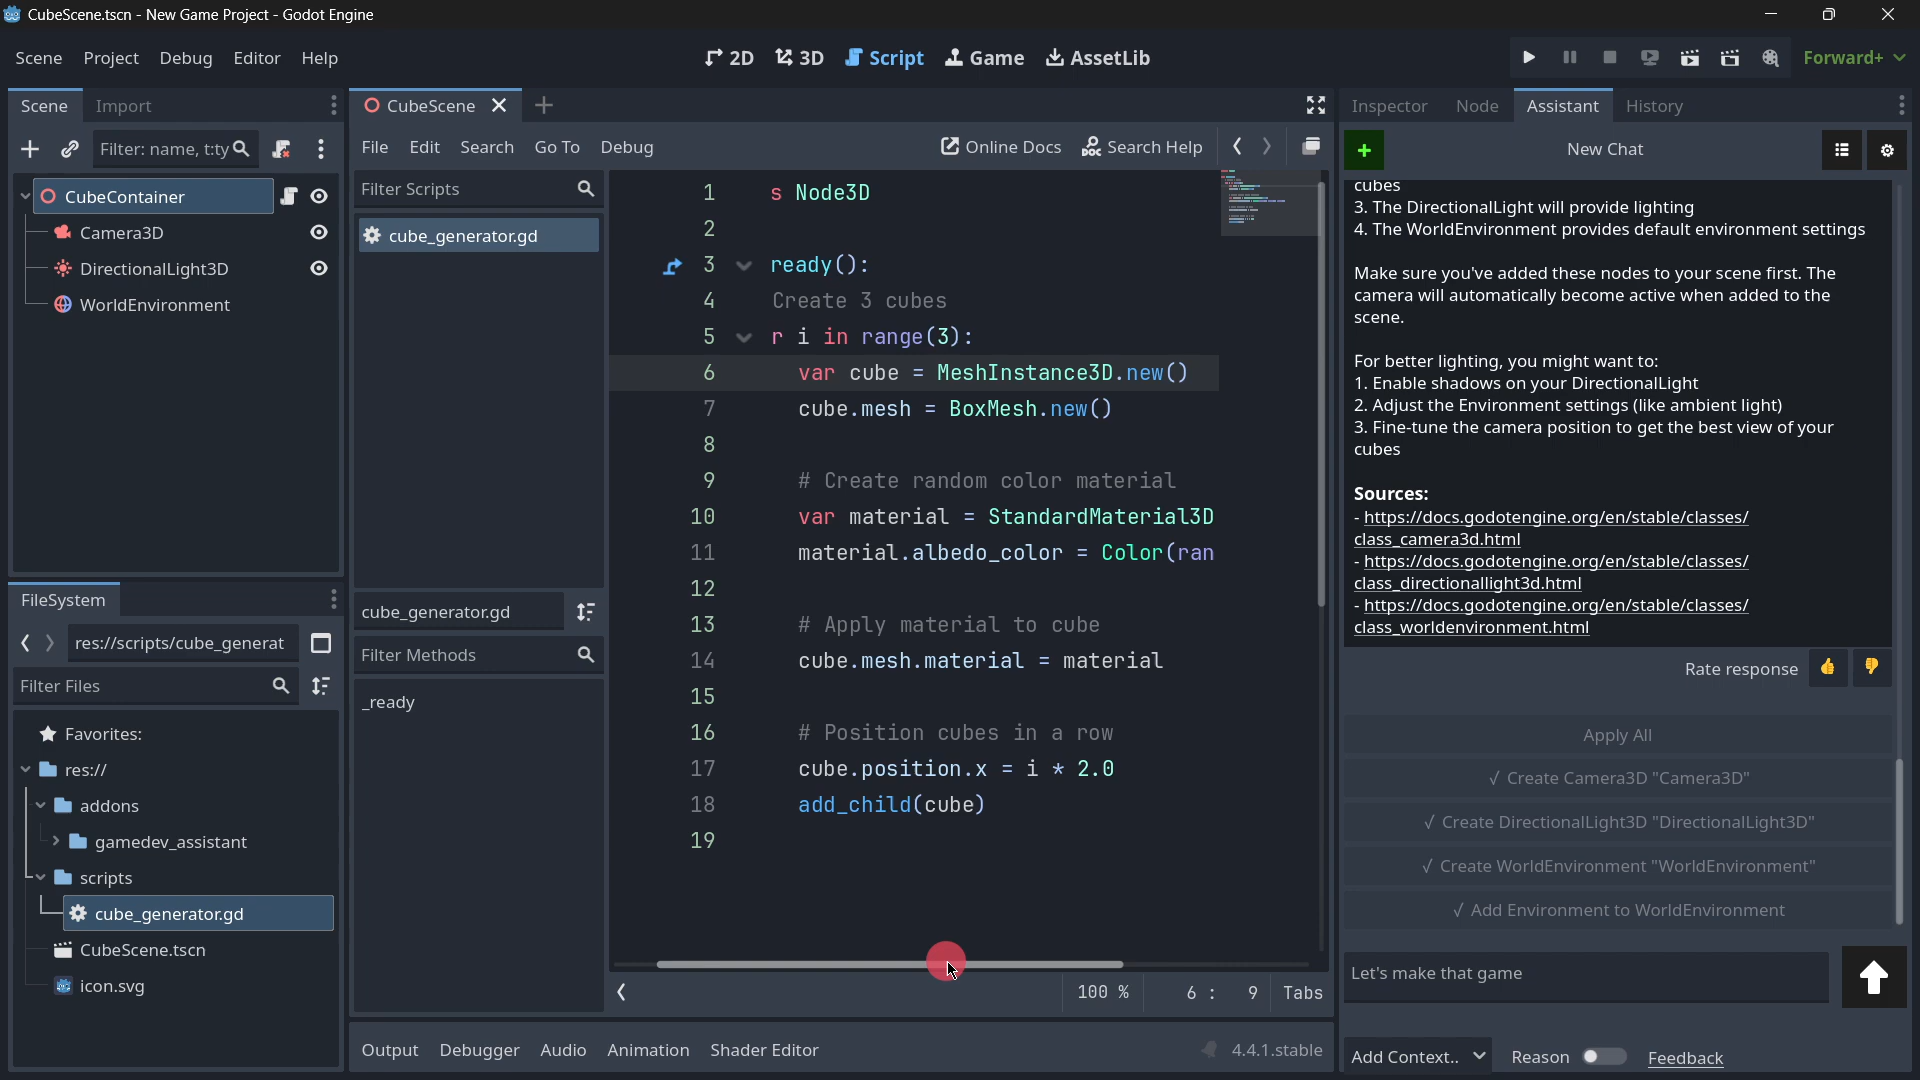 CubeScene.tscn - New Game Project - Godot Engine
Scene Project Debug Editor Help
2D 3D Script Game AssetLib
Forward+
Scene Import
Filter: name, t:ty
CubeContainer
Camera3D
DirectionalLight3D
WorldEnvironment
FileSystem
res://scripts/cube_generat
Filter Files
Favorites:
res://
addons
gamedev_assistant
scripts
cube_generator.gd
CubeScene.tscn
icon.svg
CubeScene
File Edit Search Go To Debug
Online Docs Search Help
Filter Scripts
cube_generator.gd
cube_generator.gd
Filter Methods
_ready
1 s Node3D
2
3 ready():
4 Create 3 cubes
5 r i in range(3):
6 var cube = MeshInstance3D.new()
7 cube.mesh = BoxMesh.new()
8
9 # Create random color material
10 var material = StandardMaterial3D
11 material.albedo_color = Color(ran
12
13 # Apply material to cube
14 cube.mesh.material = material
15
16 # Position cubes in a row
17 cube.position.x = i * 2.0
18 add_child(cube)
19
100 % 6 : 9 Tabs
Output Debugger Audio Animation Shader Editor
4.4.1.stable
Inspector Node Assistant History
+ New Chat
cubes
3. The DirectionalLight will provide lighting
4. The WorldEnvironment provides default environment settings
Make sure you've added these nodes to your scene first. The
camera will automatically become active when added to the
scene.
For better lighting, you might want to:
1. Enable shadows on your DirectionalLight
2. Adjust the Environment settings (like ambient light)
3. Fine-tune the camera position to get the best view of your
cubes
Sources:
- https://docs.godotengine.org/en/stable/classes/
class_camera3d.html
- https://docs.godotengine.org/en/stable/classes/
class_directionallight3d.html
- https://docs.godotengine.org/en/stable/classes/
class_worldenvironment.html
Rate response
Apply All
✓ Create Camera3D "Camera3D"
✓ Create DirectionalLight3D "DirectionalLight3D"
✓ Create WorldEnvironment "WorldEnvironment"
✓ Add Environment to WorldEnvironment
Let's make that game
Add Context.. Reason Feedback